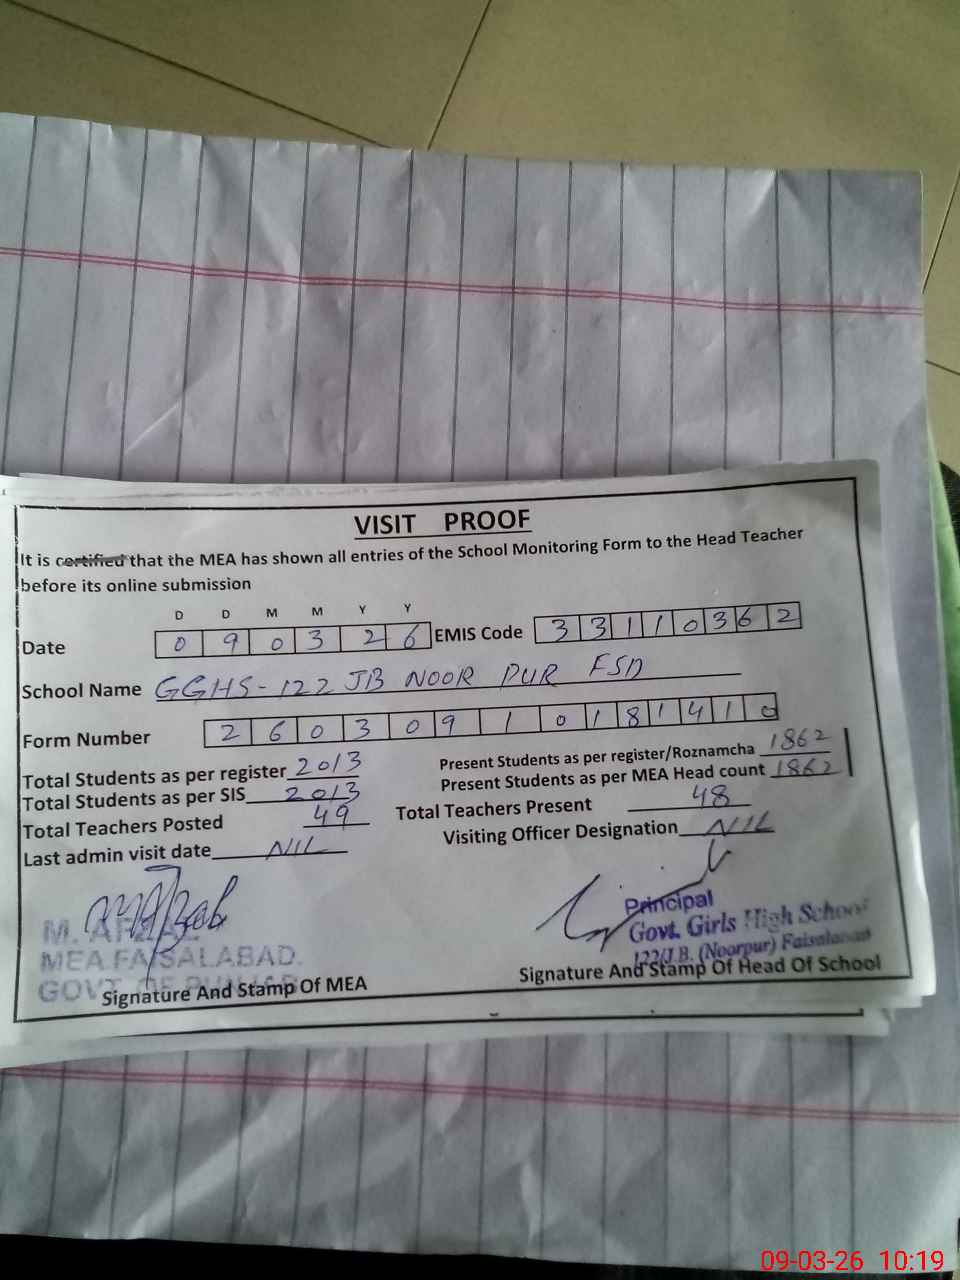 VISIT PROOF
It is certified that the MEA has shown all entries of the School Monitoring Form to the Head Teacher
before its online submission
D D M M Y Y
Date 0 9 0 3 2 6 EMIS Code 3 3 1 1 0 3 6 2
School Name GGHS-122 JB NOOR PUR FSD
Form Number 2 6 0 3 0 9 1 0 1 8 1 4 1 0
Total Students as per register 2013 Present Students as per register/Roznamcha 1862
Total Students as per SIS 2013 Present Students as per MEA Head count 1862
Total Teachers Posted 49 Total Teachers Present 48
Last admin visit date NIL Visiting Officer Designation NIL
M. AFZAL
MEA FAISALABAD.
GOVT OF PUNJAB
Signature And Stamp Of MEA
Principal
Govt. Girls High School
122/J.B. (Noorpur) Faisalabad
Signature And Stamp Of Head Of School
09-03-26 10:19